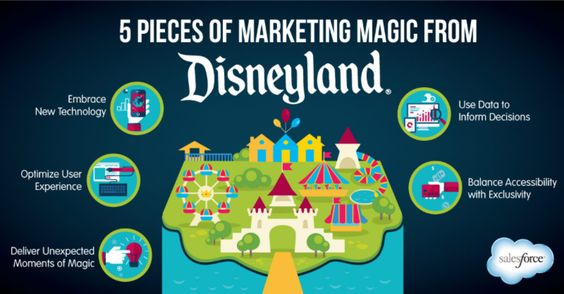 5 PIECES OF MARKETING MAGIC FROM
Disneyland®
Embrace
New Technology
Optimize User
Experience
Deliver Unexpected
Moments of Magic
Use Data to
Inform Decisions
Balance Accessibility
with Exclusivity
salesforce